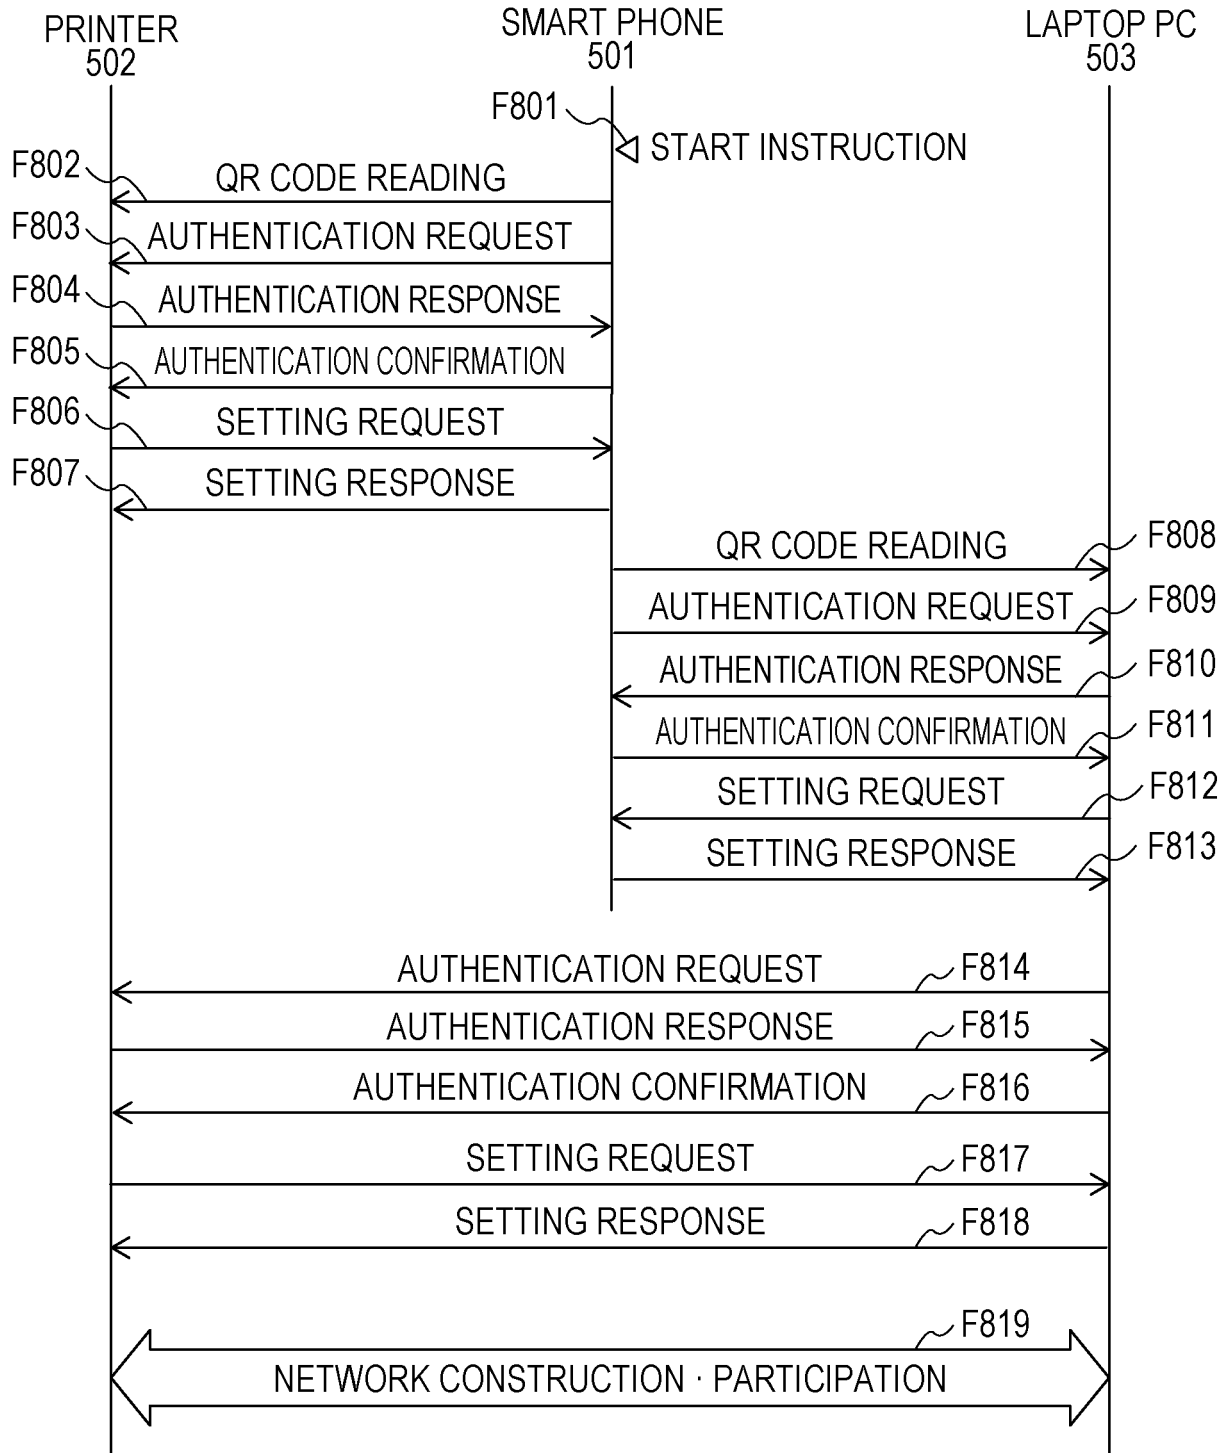 PRINTER
502
SMART PHONE
501
LAPTOP PC
503
F801
START INSTRUCTION
F802
QR CODE READING
F803
AUTHENTICATION REQUEST
F804
AUTHENTICATION RESPONSE
F805
AUTHENTICATION CONFIRMATION
F806
SETTING REQUEST
F807
SETTING RESPONSE
QR CODE READING
F808
AUTHENTICATION REQUEST
F809
AUTHENTICATION RESPONSE
F810
AUTHENTICATION CONFIRMATION
F811
SETTING REQUEST
F812
SETTING RESPONSE
F813
AUTHENTICATION REQUEST
F814
AUTHENTICATION RESPONSE
F815
AUTHENTICATION CONFIRMATION
F816
SETTING REQUEST
F817
SETTING RESPONSE
F818
F819
NETWORK CONSTRUCTION · PARTICIPATION